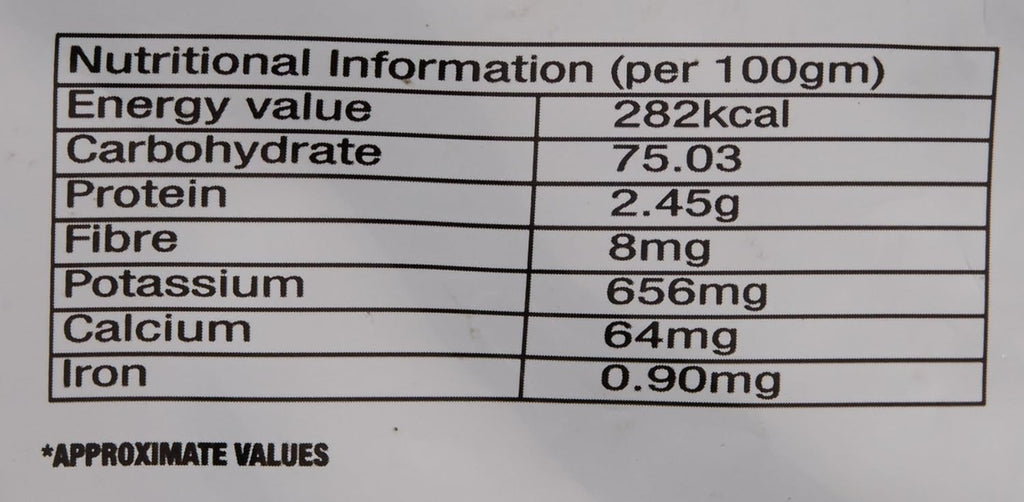 Nutritional Information (per 100gm)
Energy value 282kcal
Carbohydrate 75.03
Protein 2.45g
Fibre 8mg
Potassium 656mg
Calcium 64mg
Iron 0.90mg
*APPROXIMATE VALUES